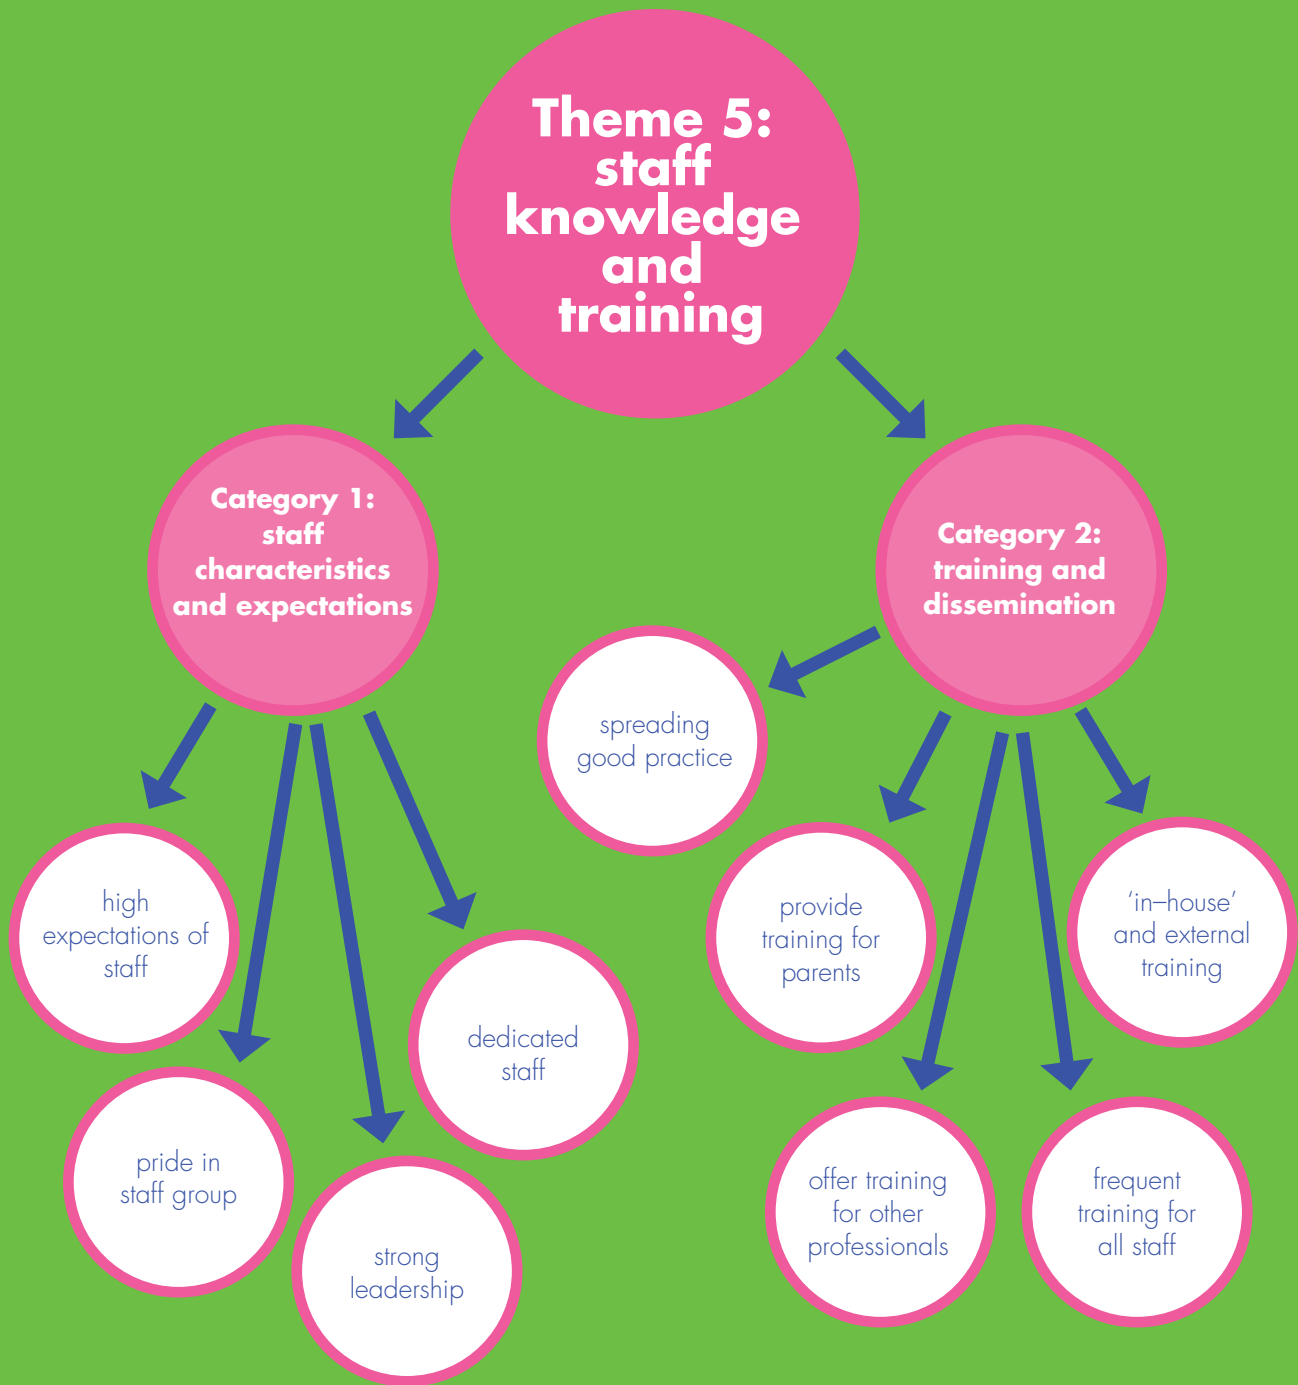 Theme 5:
staff
knowledge
and
training
Category 1:
staff
characteristics
and expectations
Category 2:
training and
dissemination
spreading
good practice
high
expectations of
staff
provide
training for
parents
‘in–house’
and external
training
dedicated
staff
pride in
staff group
offer training
for other
professionals
frequent
training for
all staff
strong
leadership